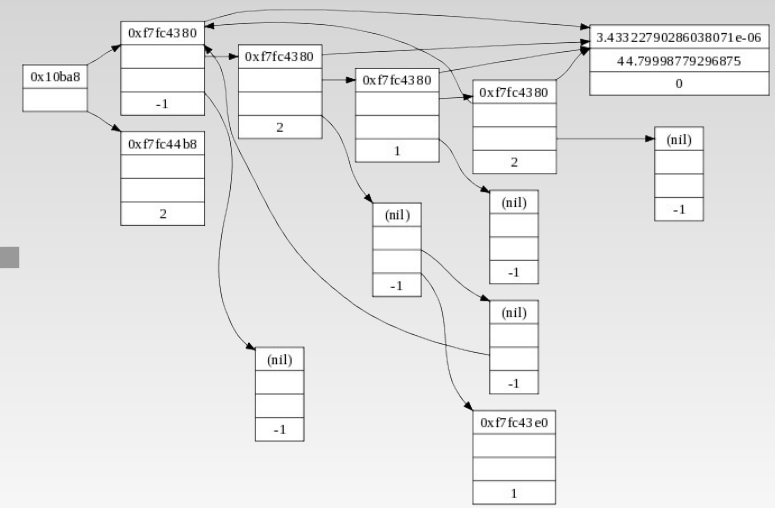 0x10ba8
0xf7fc4380
-1
0xf7fc44b8
2
0xf7fc4380
2
0xf7fc4380
1
0xf7fc4380
2
3.43322790286038071e-06
44.79998779296875
0
(nil)
-1
(nil)
-1
(nil)
-1
(nil)
-1
(nil)
-1
0xf7fc43e0
1